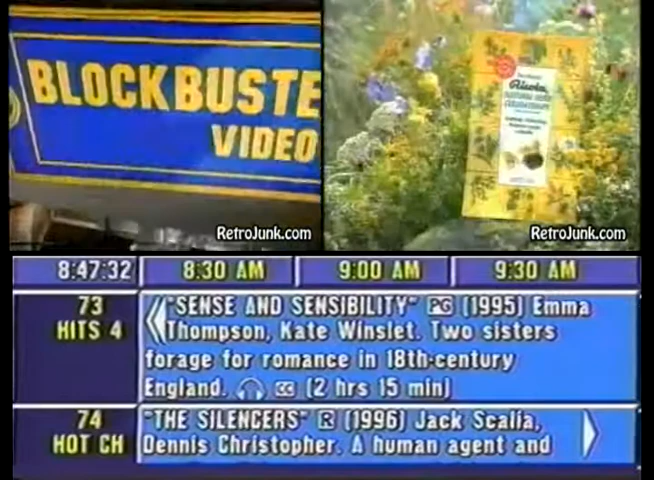 BLOCKBUSTE
VIDEO
RetroJunk.com
Ricola
RetroJunk.com
8:47:32 8:30 AM 9:00 AM 9:30 AM
73
HITS 4
"SENSE AND SENSIBILITY" PG (1995) Emma
Thompson, Kate Winslet. Two sisters
forage for romance in 18th-century
England. CC (2 hrs 15 min)
74
HOT CH
"THE SILENCERS" R (1996) Jack Scalia,
Dennis Christopher. A human agent and